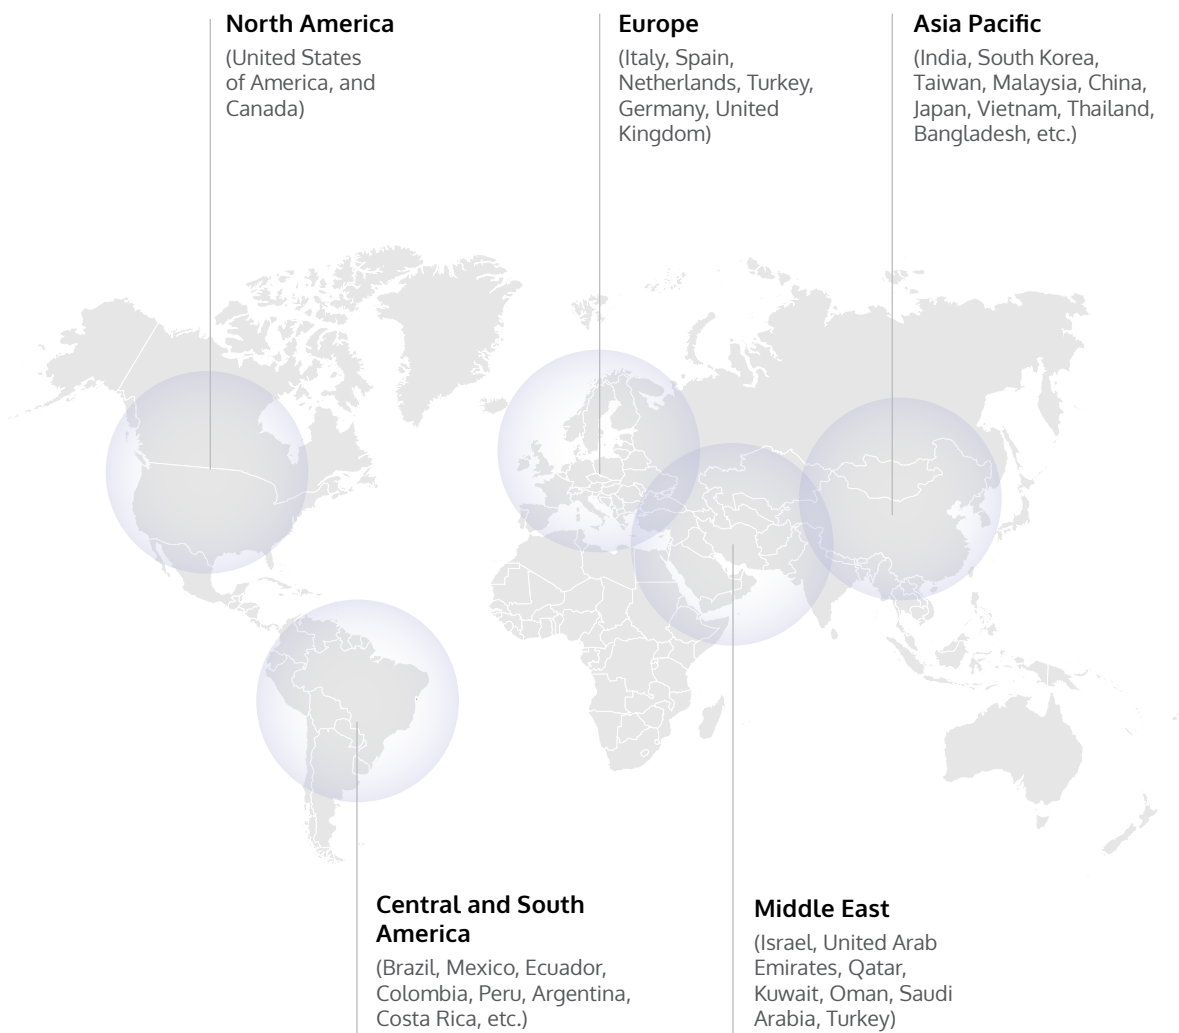 North America
(United States
of America, and
Canada)
Europe
(Italy, Spain,
Netherlands, Turkey,
Germany, United
Kingdom)
Asia Pacific
(India, South Korea,
Taiwan, Malaysia, China,
Japan, Vietnam, Thailand,
Bangladesh, etc.)
Central and South
America
(Brazil, Mexico, Ecuador,
Colombia, Peru, Argentina,
Costa Rica, etc.)
Middle East
(Israel, United Arab
Emirates, Qatar,
Kuwait, Oman, Saudi
Arabia, Turkey)